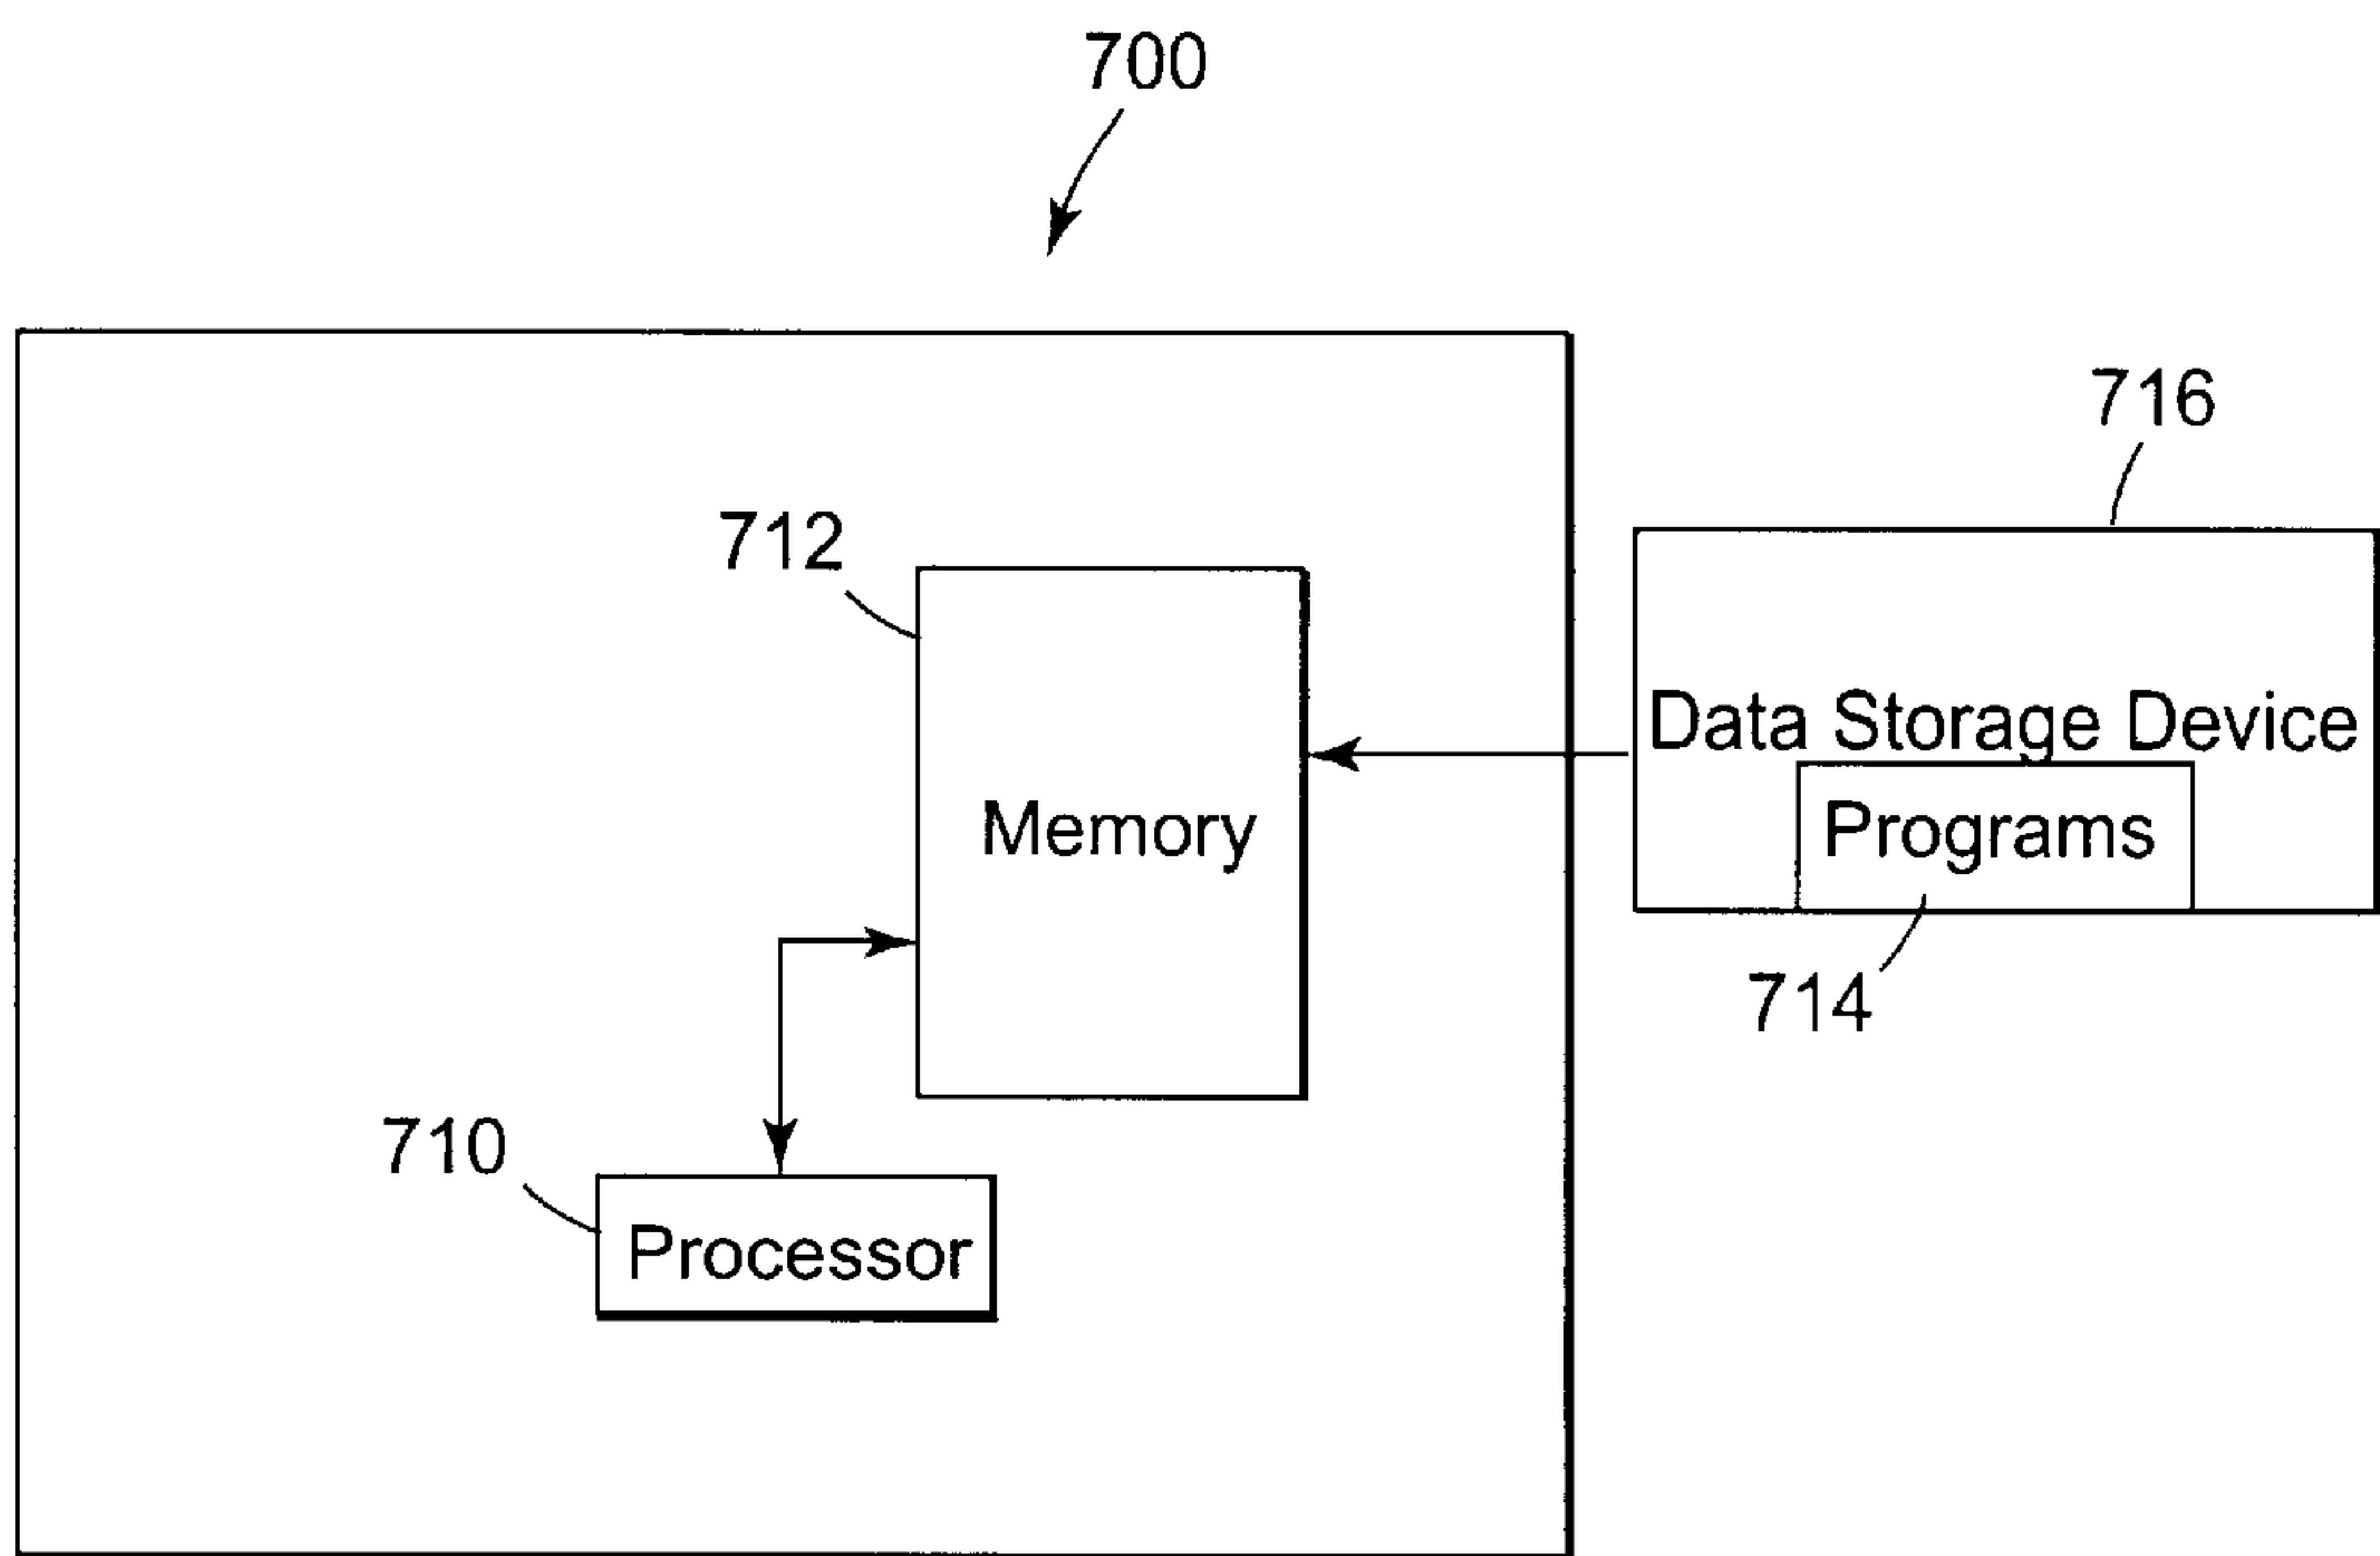 700
716
712
Data Storage Device
Memory
Programs
714
710
Processor